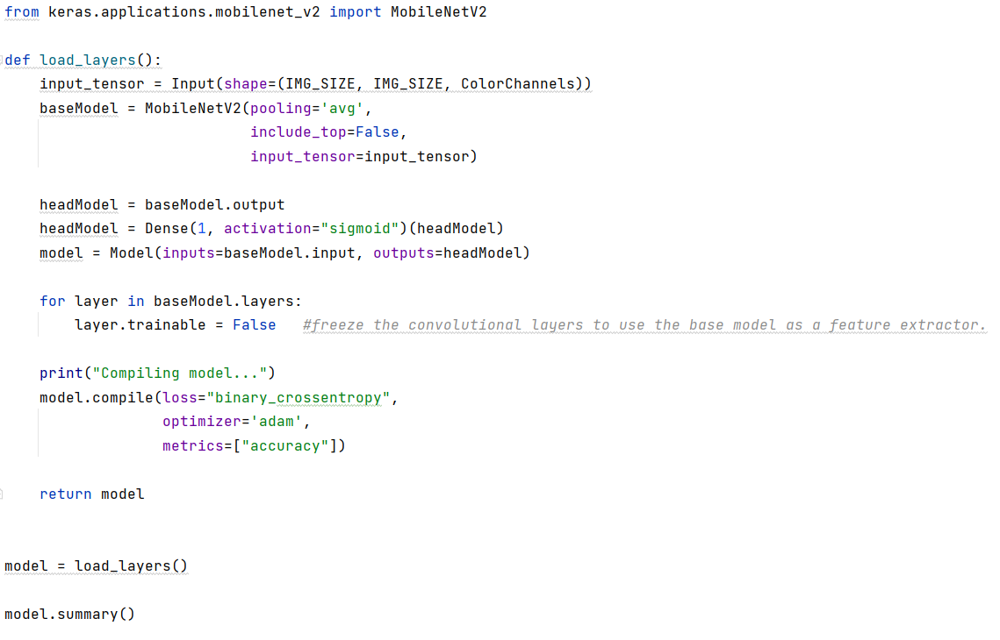 from keras.applications.mobilenet_v2 import MobileNetV2
def load_layers():
    input_tensor = Input(shape=(IMG_SIZE, IMG_SIZE, ColorChannels))
    baseModel = MobileNetV2(pooling='avg',
                            include_top=False,
                            input_tensor=input_tensor)
    headModel = baseModel.output
    headModel = Dense(1, activation="sigmoid")(headModel)
    model = Model(inputs=baseModel.input, outputs=headModel)
    for layer in baseModel.layers:
        layer.trainable = False   #freeze the convolutional layers to use the base model as a feature extractor.
    print("Compiling model...")
    model.compile(loss="binary_crossentropy",
                  optimizer='adam',
                  metrics=["accuracy"])
    return model
model = load_layers()
model.summary()